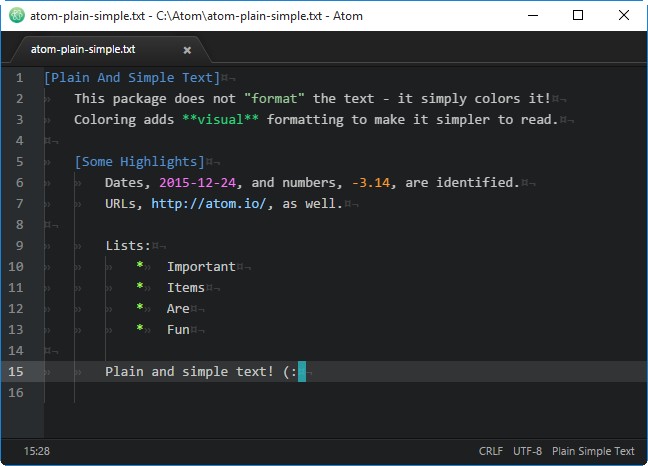 atom-plain-simple.txt - C:\Atom\atom-plain-simple.txt - Atom
atom-plain-simple.txt
1 [Plain And Simple Text]¤¬
2 » This package does not "format" the text - it simply colors it!¤¬
3 » Coloring adds **visual** formatting to make it simpler to read.¤¬
4 ¤¬
5 » [Some Highlights]¤¬
6 » » Dates, 2015-12-24, and numbers, -3.14, are identified.¤¬
7 » » URLs, http://atom.io/, as well.¤¬
8 ¤¬
9 » » Lists:¤¬
10 » » » *» Important¤¬
11 » » » *» Items¤¬
12 » » » *» Are¤¬
13 » » » *» Fun¤¬
14 ¤¬
15 » » Plain and simple text! (:¤¬
16
15:28 CRLF UTF-8 Plain Simple Text